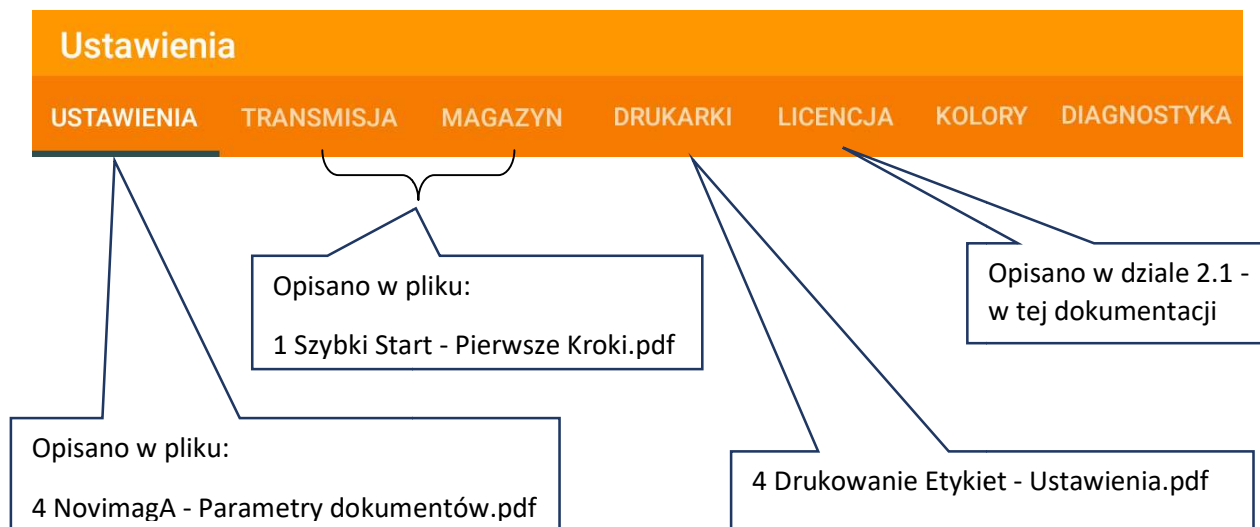 Ustawienia
USTAWIENIA TRANSMISJA MAGAZYN DRUKARKI LICENCJA KOLORY DIAGNOSTYKA
Opisano w pliku:
1 Szybki Start - Pierwsze Kroki.pdf
Opisano w dziale 2.1 -
w tej dokumentacji
Opisano w pliku:
4 NovimagA - Parametry dokumentów.pdf
4 Drukowanie Etykiet - Ustawienia.pdf